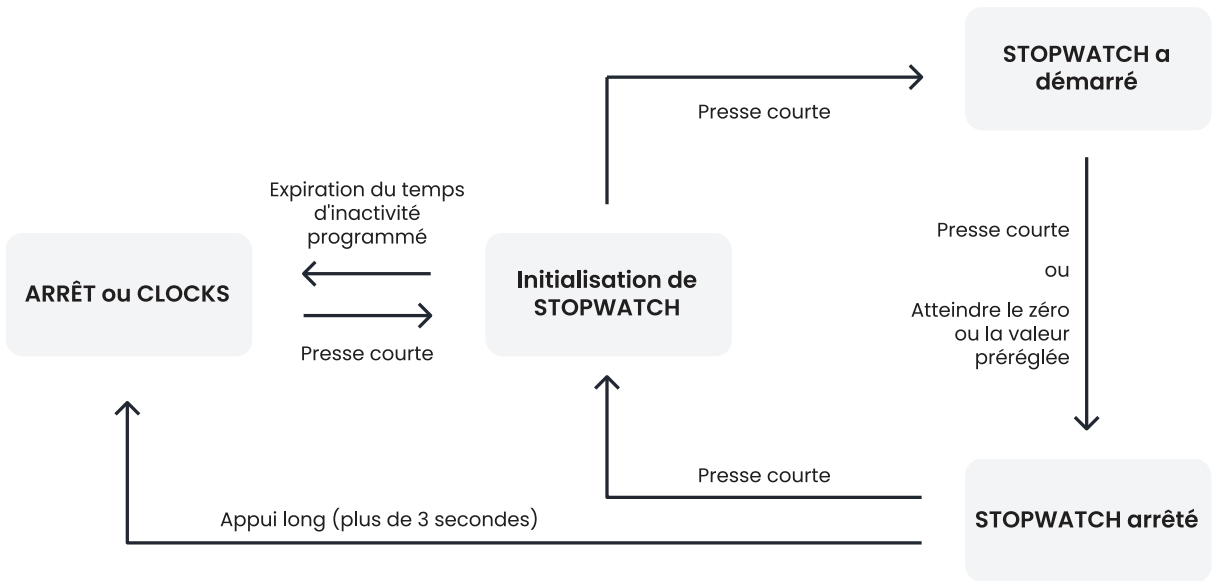 STOPWATCH a
démarré
Presse courte
Expiration du temps
d'inactivité
programmé
Presse courte
ou
Atteindre le zéro
ou la valeur
préréglée
ARRÊT ou CLOCKS
Initialisation de
STOPWATCH
Presse courte
Presse courte
Appui long (plus de 3 secondes)
STOPWATCH arrêté